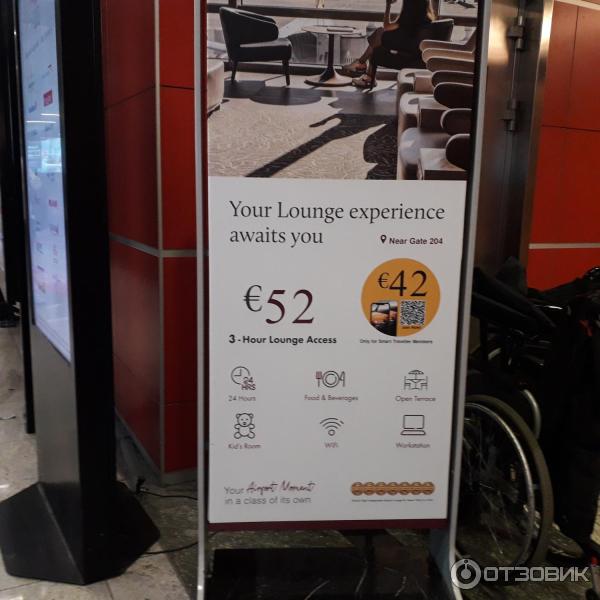 Your Lounge experience
awaits you
Near Gate 204
€52
3 - Hour Lounge Access
€42
Join Now!
Only for Smart Traveller Members
24
HRS
24 Hours
Food & Beverages
Open Terrace
Kid's Room
Wifi
Workstation
Your Airport Moment
in a class of its own
ОТЗОВИК